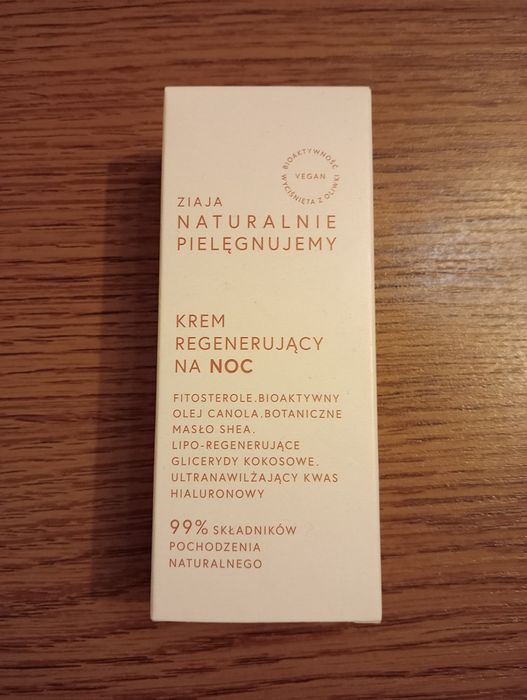 BIOAKTYWNOŚĆ
VEGAN
WYCIŚNIĘTA Z OLIWKI
ZIAJA
NATURALNIE
PIELĘGNUJEMY
KREM
REGENERUJĄCY
NA NOC
FITOSTEROLE.BIOAKTYWNY
OLEJ CANOLA.BOTANICZNE
MASŁO SHEA.
LIPO-REGENERUJĄCE
GLICERYDY KOKOSOWE.
ULTRANAWILŻAJĄCY KWAS
HIALURONOWY
99% SKŁADNIKÓW
POCHODZENIA
NATURALNEGO